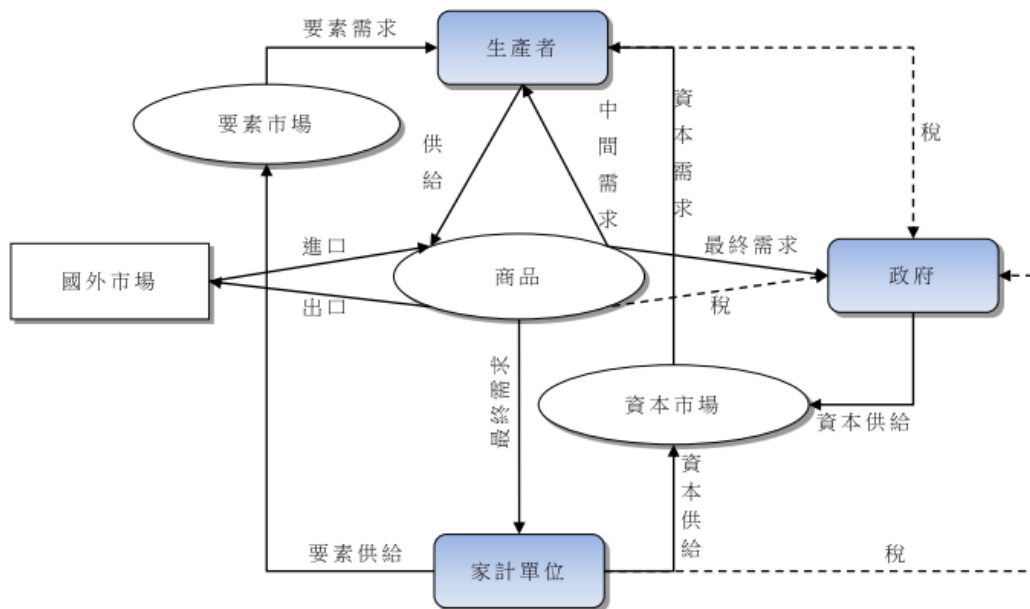 要素需求
生產者
要素市場
供給
中間需求
資本需求
稅
進口
國外市場
出口
商品
最終需求
政府
稅
最終需求
資本市場
資本供給
資本供給
要素供給
家計單位
稅